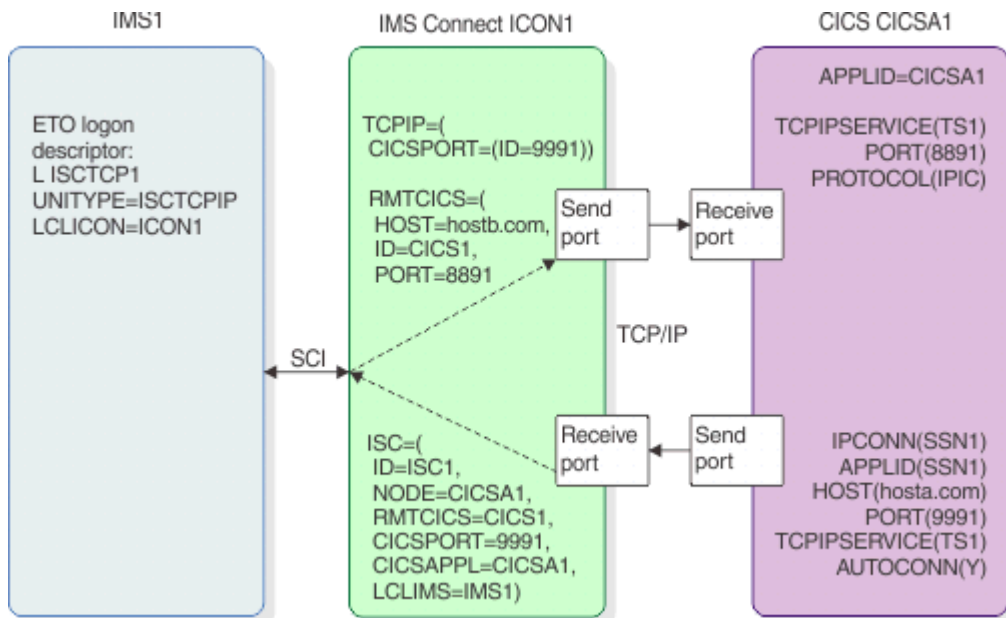 IMS1
IMS Connect ICON1
CICS CICSA1
ETO logon
descriptor:
L ISCTCP1
UNITYPE=ISCTCPIP
LCLICON=ICON1
SCI
TCPIP=(
CICSPORT=(ID=9991))
RMTCICS=(
HOST=hostb.com,
ID=CICS1,
PORT=8891
Send
port
Receive
port
TCP/IP
Receive
port
Send
port
ISC=(
ID=ISC1,
NODE=CICSA1,
RMTCICS=CICS1,
CICSPORT=9991,
CICSAPPL=CICSA1,
LCLIMS=IMS1)
APPLID=CICSA1
TCPIPSERVICE(TS1)
PORT(8891)
PROTOCOL(IPIC)
IPCONN(SSN1)
APPLID(SSN1)
HOST(hosta.com)
PORT(9991)
TCPIPSERVICE(TS1)
AUTOCONN(Y)